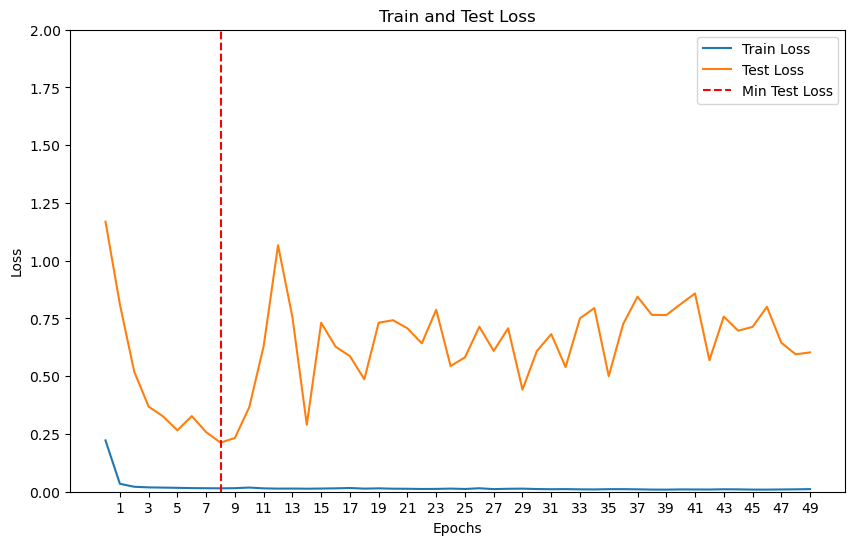 Train and Test Loss
Train Loss
Test Loss
Min Test Loss
Loss
2.00
1.75
1.50
1.25
1.00
0.75
0.50
0.25
0.00
1 3 5 7 9 11 13 15 17 19 21 23 25 27 29 31 33 35 37 39 41 43 45 47 49
Epochs